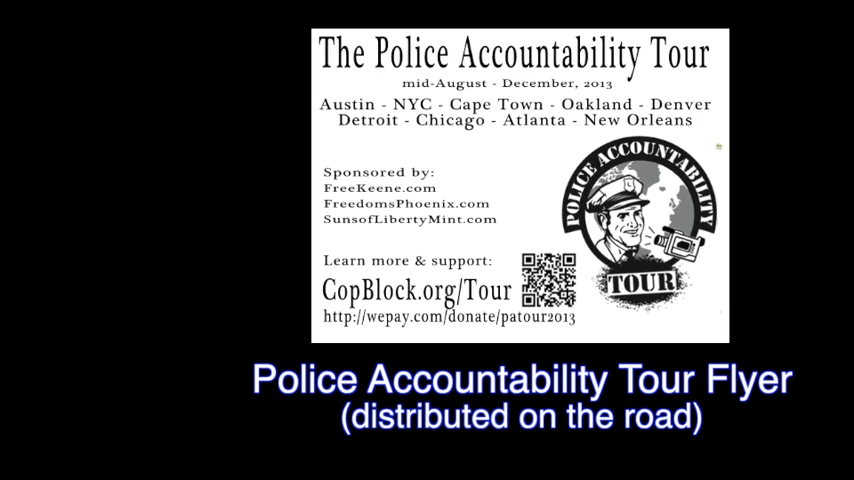 The Police Accountability Tour
mid-August - December, 2013
Austin - NYC - Cape Town - Oakland - Denver
Detroit - Chicago - Atlanta - New Orleans
POLICE ACCOUNTABILITY
TOUR
Sponsored by:
FreeKeene.com
FreedomsPhoenix.com
SunsofLibertyMint.com
Learn more & support:
CopBlock.org/Tour
http://wepay.com/donate/patour2013
Police Accountability Tour Flyer
(distributed on the road)